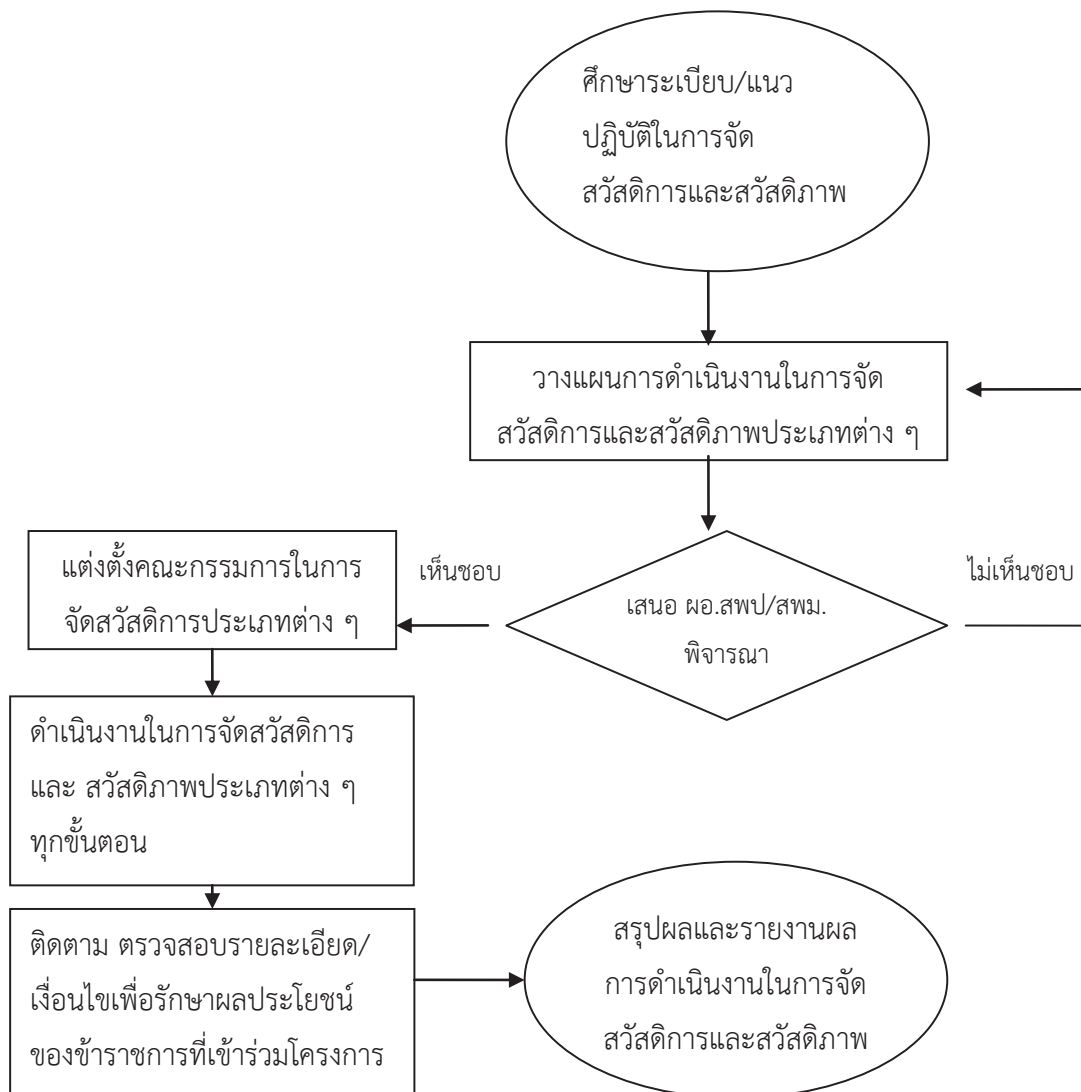 ศึกษาระเบียบ/แนว
ปฏิบัติในการจัด
สวัสดิการและสวัสดิภาพ
วางแผนการดำเนินงานในการจัด
สวัสดิการและสวัสดิภาพประเภทต่าง ๆ
เสนอ ผอ.สพป/สพม.
พิจารณา
ไม่เห็นชอบ
เห็นชอบ
แต่งตั้งคณะกรรมการในการ
จัดสวัสดิการประเภทต่าง ๆ
ดำเนินงานในการจัดสวัสดิการ
และ สวัสดิภาพประเภทต่าง ๆ
ทุกขั้นตอน
ติดตาม ตรวจสอบรายละเอียด/
เงื่อนไขเพื่อรักษาผลประโยชน์
ของข้าราชการที่เข้าร่วมโครงการ
สรุปผลและรายงานผล
การดำเนินงานในการจัด
สวัสดิการและสวัสดิภาพ